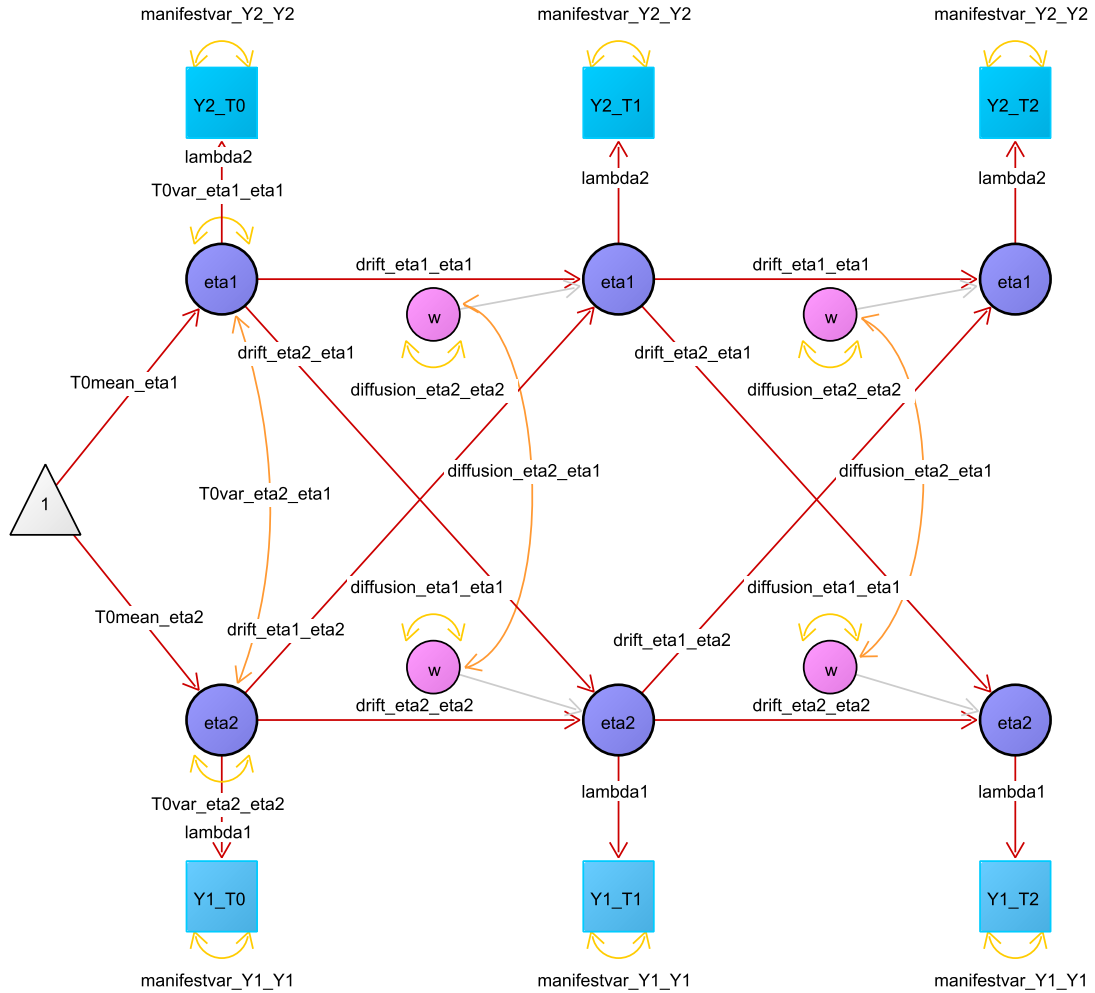 manifestvar_Y2_Y2
manifestvar_Y2_Y2
manifestvar_Y2_Y2
Y2_T0
Y2_T1
Y2_T2
lambda2
lambda2
lambda2
T0var_eta1_eta1
drift_eta1_eta1
drift_eta1_eta1
eta1
eta1
eta1
w
w
drift_eta2_eta1
drift_eta2_eta1
T0mean_eta1
diffusion_eta2_eta2
diffusion_eta2_eta2
diffusion_eta2_eta1
diffusion_eta2_eta1
T0var_eta2_eta1
1
diffusion_eta1_eta1
diffusion_eta1_eta1
T0mean_eta2
drift_eta1_eta2
drift_eta1_eta2
w
w
drift_eta2_eta2
drift_eta2_eta2
eta2
eta2
eta2
lambda1
lambda1
T0var_eta2_eta2
lambda1
Y1_T0
Y1_T1
Y1_T2
manifestvar_Y1_Y1
manifestvar_Y1_Y1
manifestvar_Y1_Y1